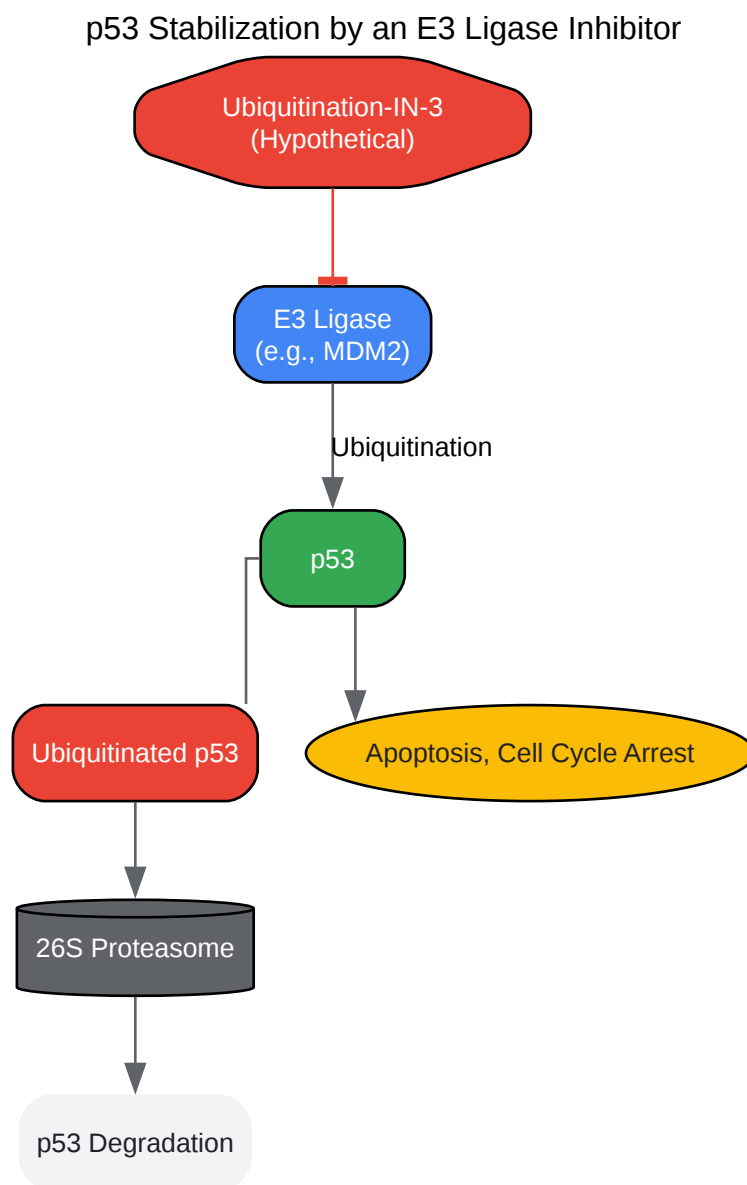 p53 Stabilization by an E3 Ligase Inhibitor
Ubiquitination-IN-3
(Hypothetical)
E3 Ligase
(e.g., MDM2)
Ubiquitination
p53
Ubiquitinated p53
Apoptosis, Cell Cycle Arrest
26S Proteasome
p53 Degradation